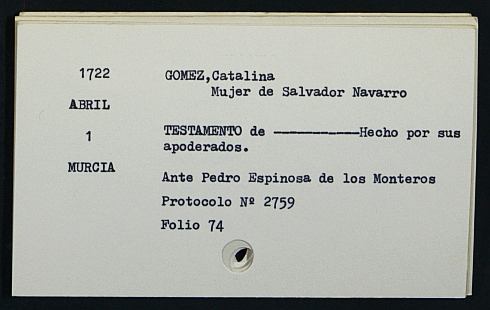 1722
GOMEZ,Catalina
Mujer de Salvador Navarro
ABRIL
1
TESTAMENTO de ———————Hecho por sus
apoderados.
MURCIA
Ante Pedro Espinosa de los Monteros
Protocolo Nº 2759
Folio 74